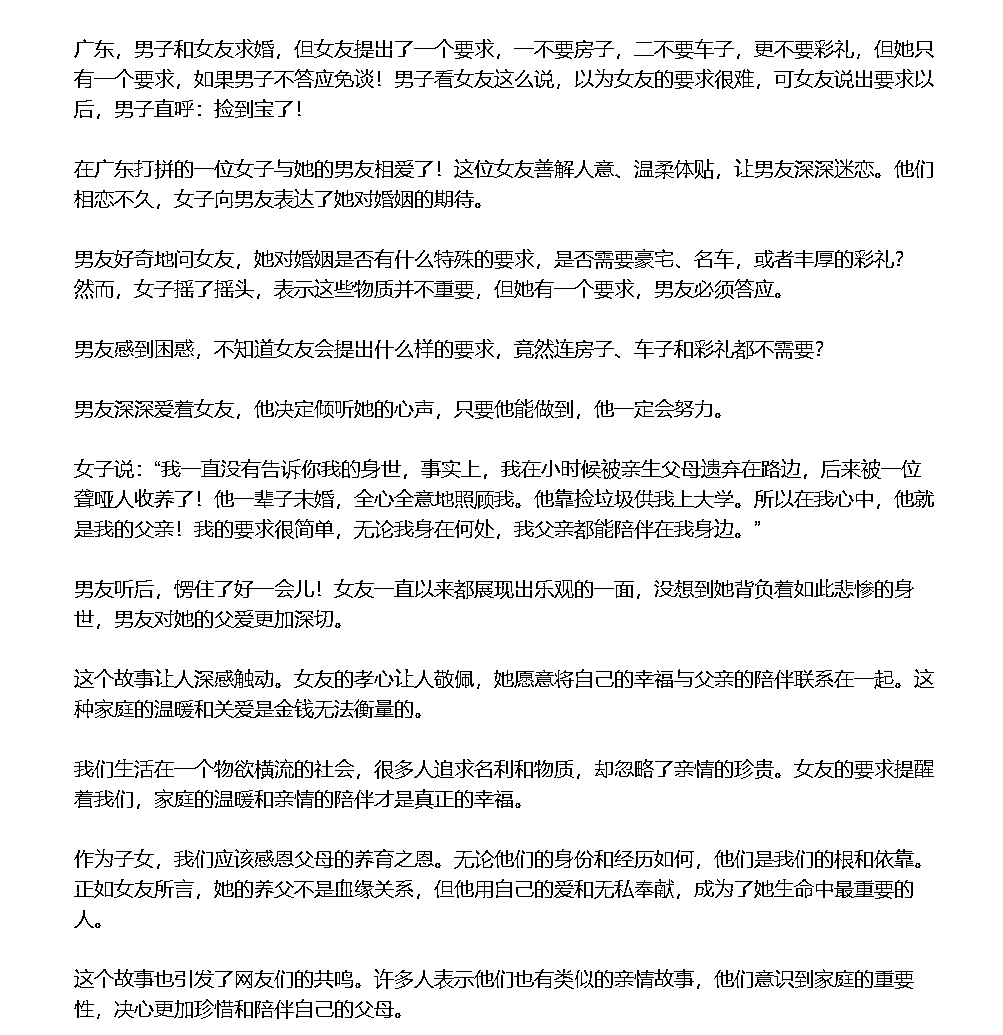 广东，男子和女友求婚，但女友提出了一个要求，一不要房子，二不要车子，更不要彩礼，但她只
有一个要求，如果男子不答应免谈！男子看女友这么说，以为女友的要求很难，可女友说出要求以
后，男子直呼：捡到宝了！
在广东打拼的一位女子与她的男友相爱了！这位女友善解人意、温柔体贴，让男友深深迷恋。他们
相恋不久，女子向男友表达了她对婚姻的期待。
男友好奇地问女友，她对婚姻是否有什么特殊的要求，是否需要豪宅、名车，或者丰厚的彩礼？
然而，女子摇了摇头，表示这些物质并不重要，但她有一个要求，男友必须答应。
男友感到困惑，不知道女友会提出什么样的要求，竟然连房子、车子和彩礼都不需要？
男友深深爱着女友，他决定倾听她的心声，只要他能做到，他一定会努力。
女子说：“我一直没有告诉你我的身世，事实上，我在小时候被亲生父母遗弃在路边，后来被一位
聋哑人收养了！他一辈子未婚，全心全意地照顾我。他靠捡垃圾供我上大学。所以在我心中，他就
是我的父亲！我的要求很简单，无论我身在何处，我父亲都能陪伴在我身边。”
男友听后，愣住了好一会儿！女友一直以来都展现出乐观的一面，没想到她背负着如此悲惨的身
世，男友对她的父爱更加深切。
这个故事让人深感触动。女友的孝心让人敬佩，她愿意将自己的幸福与父亲的陪伴联系在一起。这
种家庭的温暖和关爱是金钱无法衡量的。
我们生活在一个物欲横流的社会，很多人追求名利和物质，却忽略了亲情的珍贵。女友的要求提醒
着我们，家庭的温暖和亲情的陪伴才是真正的幸福。
作为子女，我们应该感恩父母的养育之恩。无论他们的身份和经历如何，他们是我们的根和依靠。
正如女友所言，她的养父不是血缘关系，但他用自己的爱和无私奉献，成为了她生命中最重要的
人。
这个故事也引发了网友们的共鸣。许多人表示他们也有类似的亲情故事，他们意识到家庭的重要
性，决心更加珍惜和陪伴自己的父母。